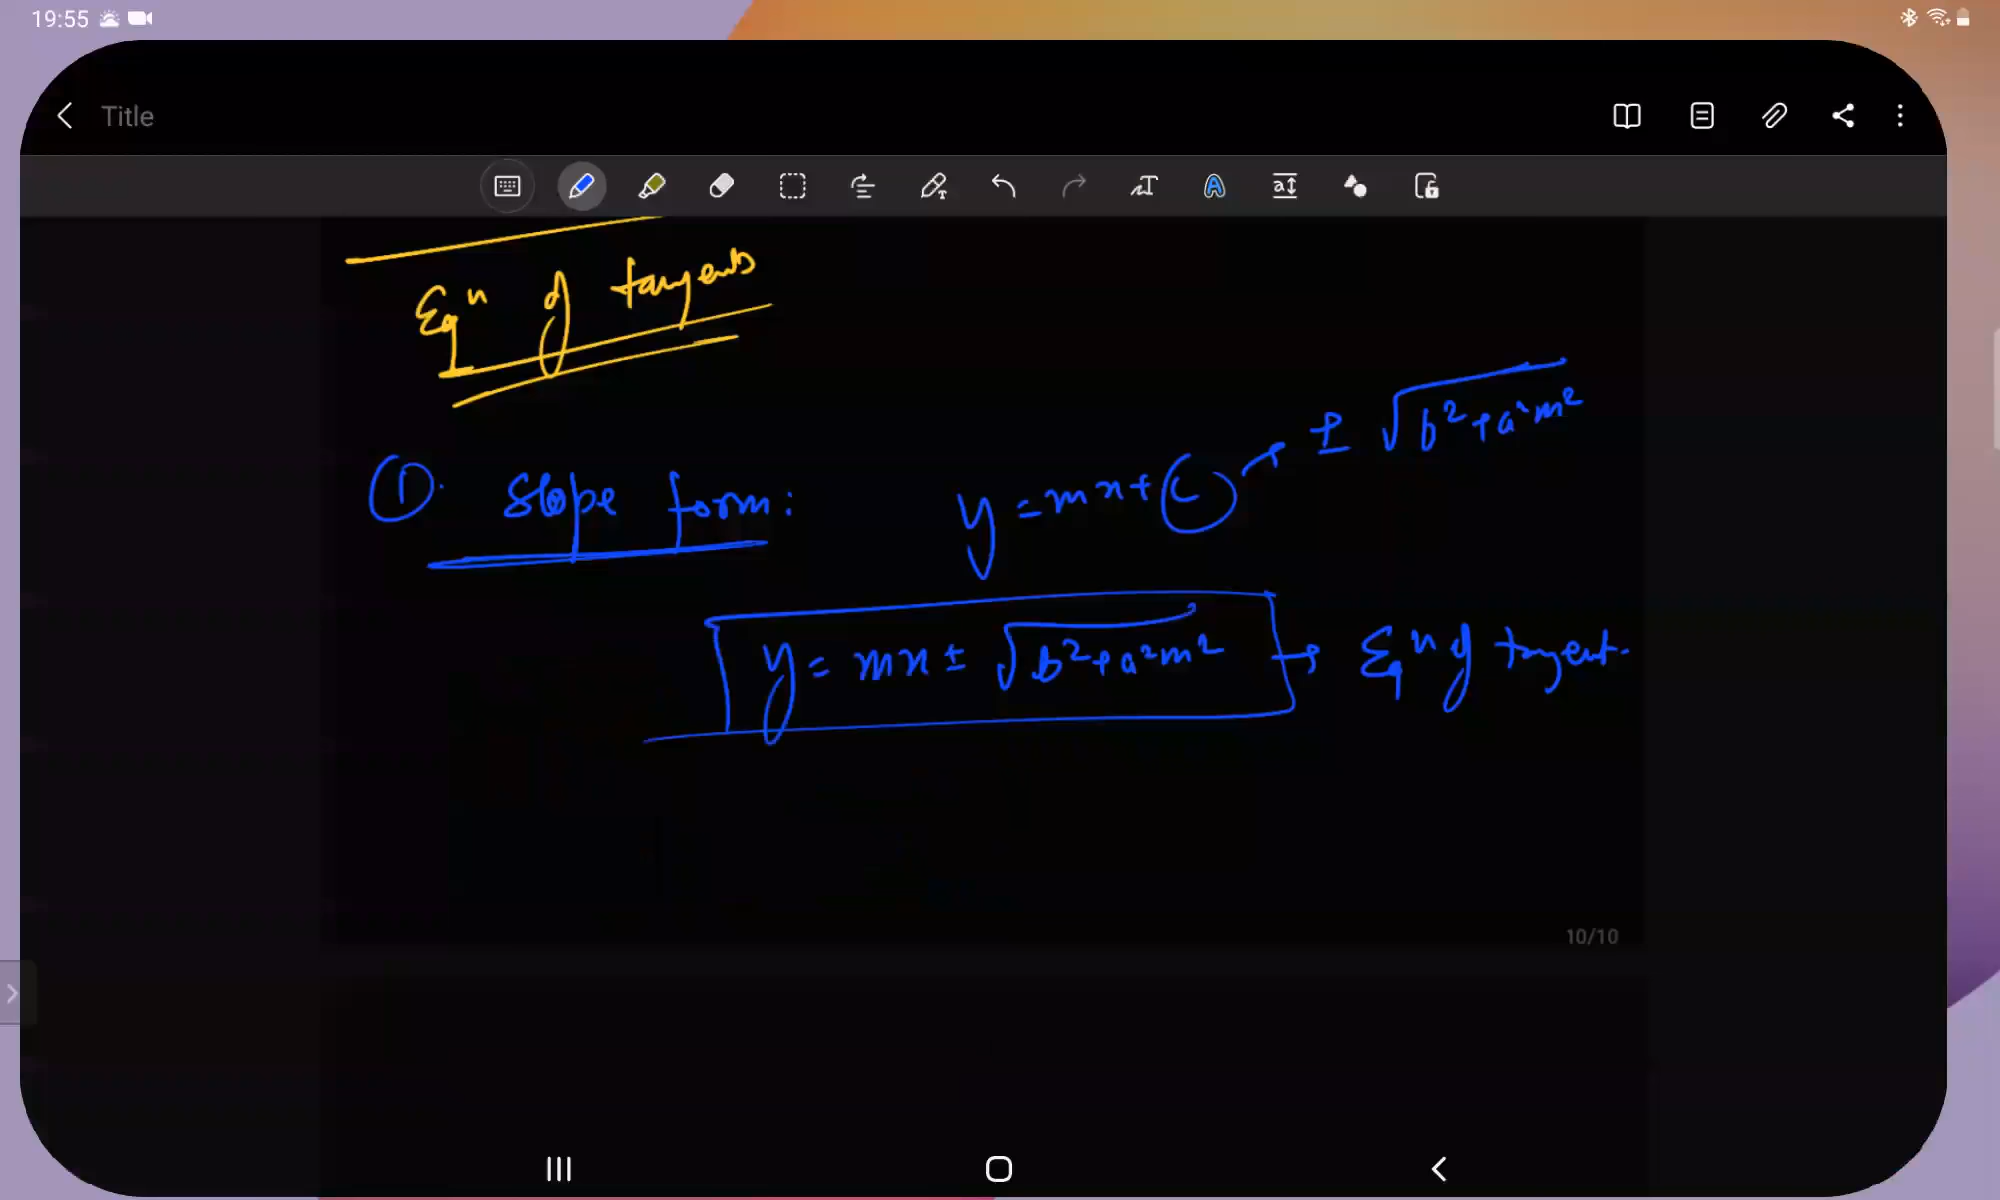 19:55
Title
Eqⁿ of tangents
± √b²+a²m²
① . Slope form: y = mx + c →
y = mx ± √b²+a²m² → Eqⁿ of tangent.
10/10